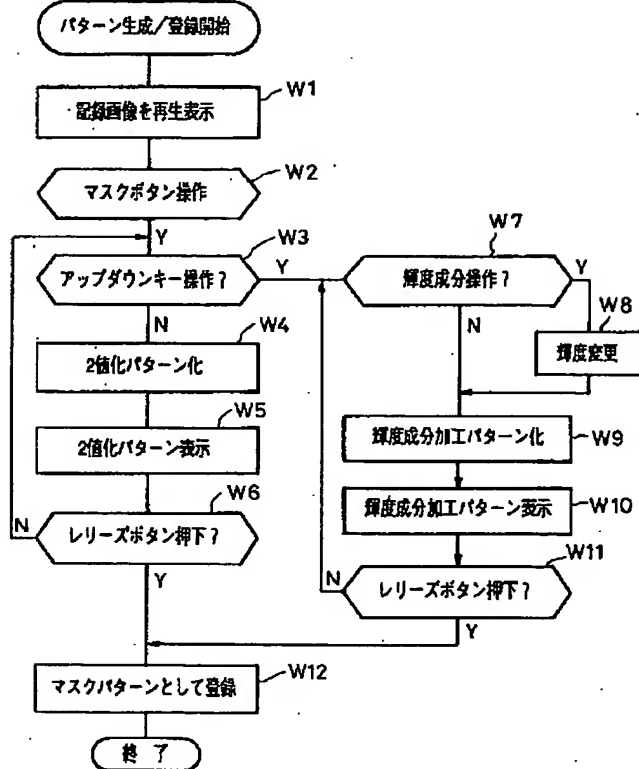 パターン生成/登録開始
W1
記録画像を再生表示
W2
マスクボタン操作
Y
W3
アップダウンキー操作?
Y
N
W4
2値化パターン化
W5
2値化パターン表示
W6
レリーズボタン押下?
N
Y
W7
輝度成分操作?
Y
N
W8
輝度変更
輝度成分加工パターン化
W9
輝度成分加工パターン表示
W10
W11
レリーズボタン押下?
N
Y
W12
マスクパターンとして登録
終了